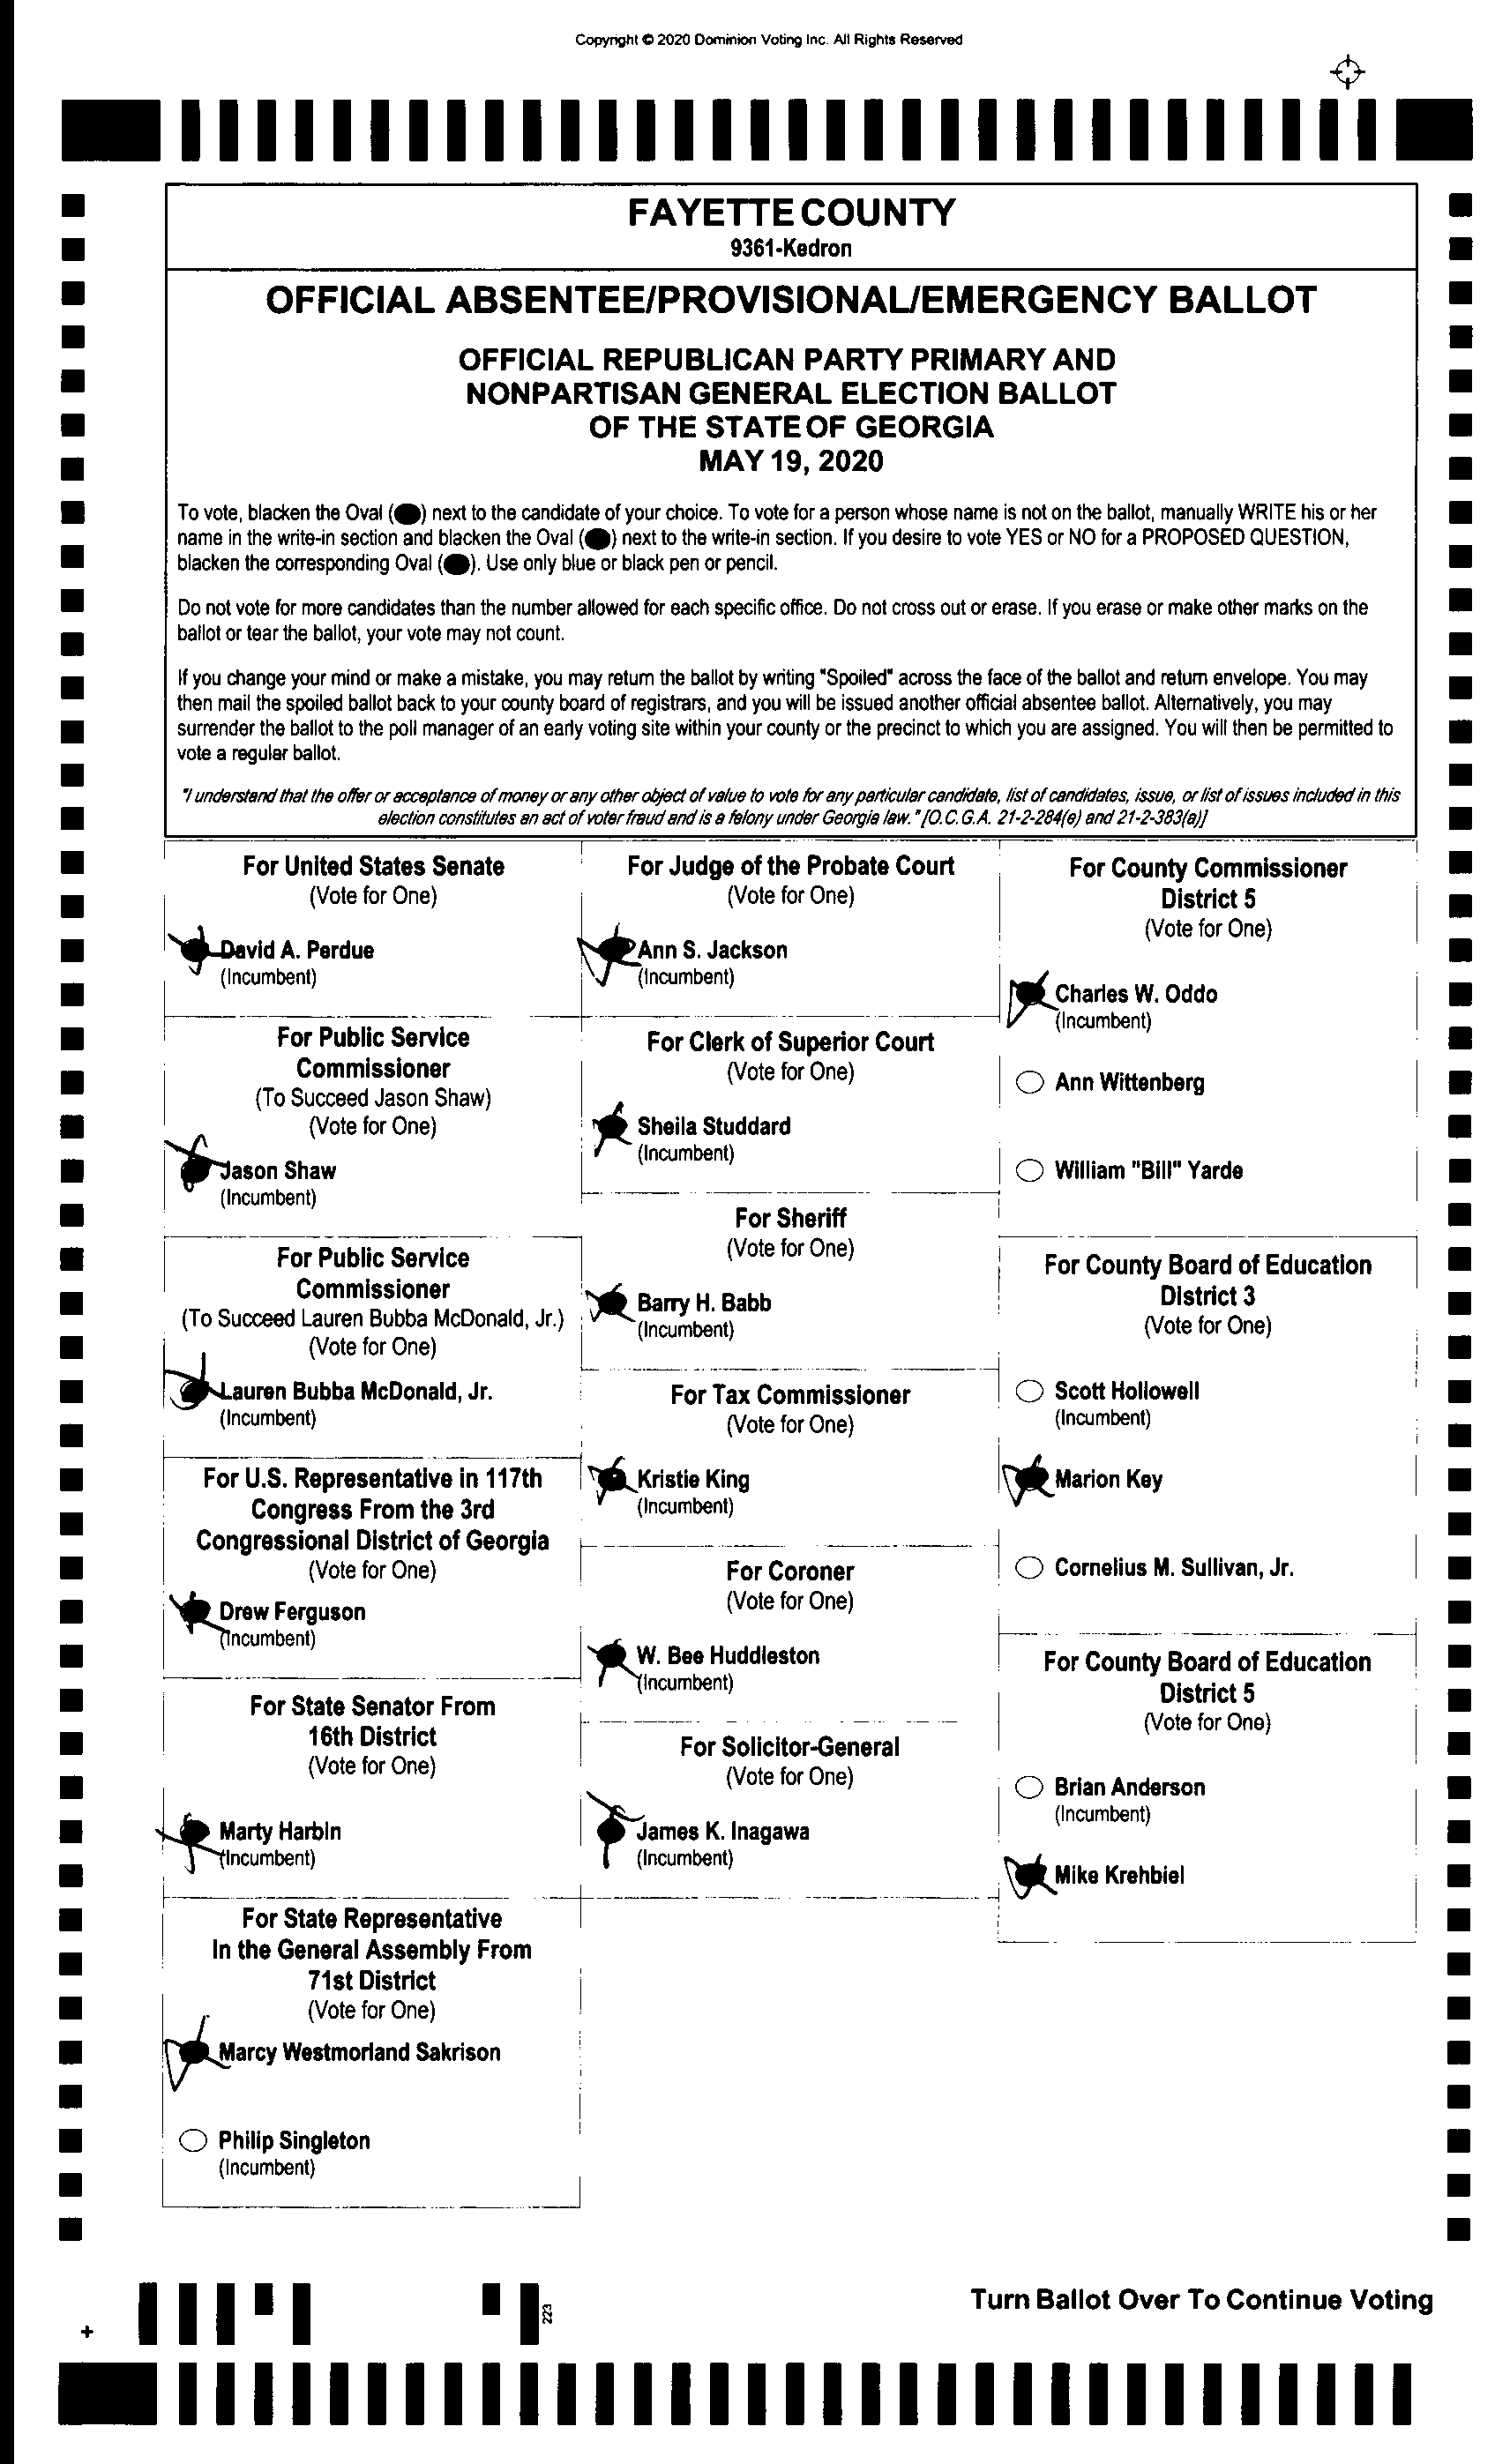 Copyright © 2020 Dominion Voting Inc. All Rights Reserved
FAYETTE COUNTY
9361-Kedron
OFFICIAL ABSENTEE/PROVISIONAL/EMERGENCY BALLOT
OFFICIAL REPUBLICAN PARTY PRIMARY AND
NONPARTISAN GENERAL ELECTION BALLOT
OF THE STATE OF GEORGIA
MAY 19, 2020
To vote, blacken the Oval ( ) next to the candidate of your choice. To vote for a person whose name is not on the ballot, manually WRITE his or her
name in the write-in section and blacken the Oval ( ) next to the write-in section. If you desire to vote YES or NO for a PROPOSED QUESTION,
blacken the corresponding Oval ( ). Use only blue or black pen or pencil.
Do not vote for more candidates than the number allowed for each specific office. Do not cross out or erase. If you erase or make other marks on the
ballot or tear the ballot, your vote may not count.
If you change your mind or make a mistake, you may return the ballot by writing "Spoiled" across the face of the ballot and return envelope. You may
then mail the spoiled ballot back to your county board of registrars, and you will be issued another official absentee ballot. Alternatively, you may
surrender the ballot to the poll manager of an early voting site within your county or the precinct to which you are assigned. You will then be permitted to
vote a regular ballot.
"I understand that the offer or acceptance of money or any other object of value to vote for any particular candidate, list of candidates, issue, or list of issues included in this
election constitutes an act of voter fraud and is a felony under Georgia law." [O.C.G.A. 21-2-284(e) and 21-2-383(a)]
For United States Senate
(Vote for One)
David A. Perdue
(Incumbent)
For Public Service
Commissioner
(To Succeed Jason Shaw)
(Vote for One)
Jason Shaw
(Incumbent)
For Public Service
Commissioner
(To Succeed Lauren Bubba McDonald, Jr.)
(Vote for One)
Lauren Bubba McDonald, Jr.
(Incumbent)
For U.S. Representative in 117th
Congress From the 3rd
Congressional District of Georgia
(Vote for One)
Drew Ferguson
(Incumbent)
For State Senator From
16th District
(Vote for One)
Marty Harbin
(Incumbent)
For State Representative
In the General Assembly From
71st District
(Vote for One)
Marcy Westmorland Sakrison
Philip Singleton
(Incumbent)
For Judge of the Probate Court
(Vote for One)
Ann S. Jackson
(Incumbent)
For Clerk of Superior Court
(Vote for One)
Sheila Studdard
(Incumbent)
For Sheriff
(Vote for One)
Barry H. Babb
(Incumbent)
For Tax Commissioner
(Vote for One)
Kristie King
(Incumbent)
For Coroner
(Vote for One)
W. Bee Huddleston
(Incumbent)
For Solicitor-General
(Vote for One)
James K. Inagawa
(Incumbent)
For County Commissioner
District 5
(Vote for One)
Charles W. Oddo
(Incumbent)
Ann Wittenberg
William "Bill" Yarde
For County Board of Education
District 3
(Vote for One)
Scott Hollowell
(Incumbent)
Marion Key
Cornelius M. Sullivan, Jr.
For County Board of Education
District 5
(Vote for One)
Brian Anderson
(Incumbent)
Mike Krehbiel
223
Turn Ballot Over To Continue Voting